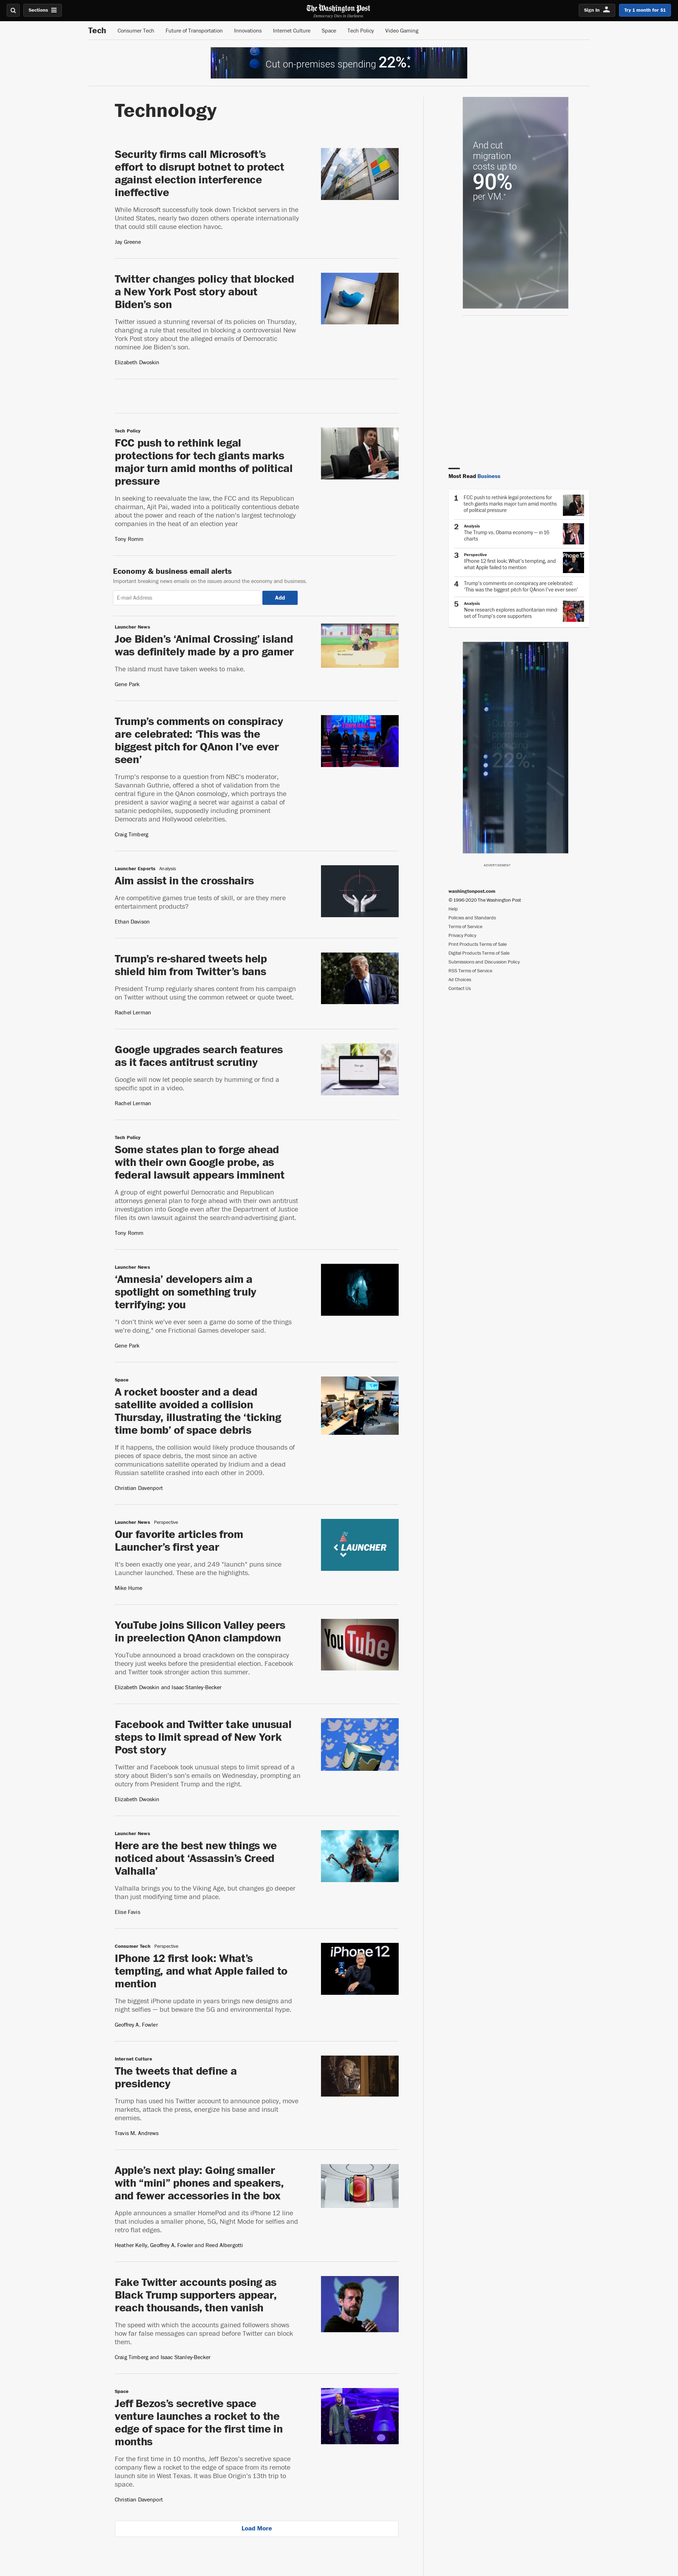 Sections
The Washington Post
Democracy Dies in Darkness
Sign In
Try 1 month for $1
Tech
Consumer Tech
Future of Transportation
Innovations
Internet Culture
Space
Tech Policy
Video Gaming
Cut on-premises spending 22%.*
Technology
Security firms call Microsoft’s
effort to disrupt botnet to protect
against election interference
ineffective
While Microsoft successfully took down Trickbot servers in the
United States, nearly two dozen others operate internationally
that could still cause election havoc.
Jay Greene
Twitter changes policy that blocked
a New York Post story about
Biden’s son
Twitter issued a stunning reversal of its policies on Thursday,
changing a rule that resulted in blocking a controversial New
York Post story about the alleged emails of Democratic
nominee Joe Biden’s son.
Elizabeth Dwoskin
Tech Policy
FCC push to rethink legal
protections for tech giants marks
major turn amid months of political
pressure
In seeking to reevaluate the law, the FCC and its Republican
chairman, Ajit Pai, waded into a politically contentious debate
about the power and reach of the nation’s largest technology
companies in the heat of an election year
Tony Romm
Economy & business email alerts
Important breaking news emails on the issues around the economy and business.
E-mail Address
Add
Launcher News
Joe Biden’s ‘Animal Crossing’ island
was definitely made by a pro gamer
The island must have taken weeks to make.
Gene Park
Trump’s comments on conspiracy
are celebrated: ‘This was the
biggest pitch for QAnon I’ve ever
seen’
Trump’s response to a question from NBC’s moderator,
Savannah Guthrie, offered a shot of validation from the
central figure in the QAnon cosmology, which portrays the
president a savior waging a secret war against a cabal of
satanic pedophiles, supposedly including prominent
Democrats and Hollywood celebrities.
Craig Timberg
Launcher Esports Analysis
Aim assist in the crosshairs
Are competitive games true tests of skill, or are they mere
entertainment products?
Ethan Davison
Trump’s re-shared tweets help
shield him from Twitter’s bans
President Trump regularly shares content from his campaign
on Twitter without using the common retweet or quote tweet.
Rachel Lerman
Google upgrades search features
as it faces antitrust scrutiny
Google will now let people search by humming or find a
specific spot in a video.
Rachel Lerman
Tech Policy
Some states plan to forge ahead
with their own Google probe, as
federal lawsuit appears imminent
A group of eight powerful Democratic and Republican
attorneys general plan to forge ahead with their own antitrust
investigation into Google even after the Department of Justice
files its own lawsuit against the search-and-advertising giant.
Tony Romm
Launcher News
‘Amnesia’ developers aim a
spotlight on something truly
terrifying: you
"I don’t think we’ve ever seen a game do some of the things
we’re doing," one Frictional Games developer said.
Gene Park
Space
A rocket booster and a dead
satellite avoided a collision
Thursday, illustrating the ‘ticking
time bomb’ of space debris
If it happens, the collision would likely produce thousands of
pieces of space debris, the most since an active
communications satellite operated by Iridium and a dead
Russian satellite crashed into each other in 2009.
Christian Davenport
Launcher News Perspective
Our favorite articles from
Launcher’s first year
It’s been exactly one year, and 249 "launch" puns since
Launcher launched. These are the highlights.
Mike Hume
LAUNCHER
YouTube joins Silicon Valley peers
in preelection QAnon clampdown
YouTube announced a broad crackdown on the conspiracy
theory just weeks before the presidential election. Facebook
and Twitter took stronger action this summer.
Elizabeth Dwoskin and Isaac Stanley-Becker
YouTube
Facebook and Twitter take unusual
steps to limit spread of New York
Post story
Twitter and Facebook took unusual steps to limit spread of a
story about Biden’s son’s emails on Wednesday, prompting an
outcry from President Trump and the right.
Elizabeth Dwoskin
Launcher News
Here are the best new things we
noticed about ‘Assassin’s Creed
Valhalla’
Valhalla brings you to the Viking Age, but changes go deeper
than just modifying time and place.
Elise Favis
Consumer Tech Perspective
IPhone 12 first look: What’s
tempting, and what Apple failed to
mention
The biggest iPhone update in years brings new designs and
night selfies — but beware the 5G and environmental hype.
Geoffrey A. Fowler
iPhone 12
Internet Culture
The tweets that define a
presidency
Trump has used his Twitter account to announce policy, move
markets, attack the press, energize his base and insult
enemies.
Travis M. Andrews
Apple’s next play: Going smaller
with “mini” phones and speakers,
and fewer accessories in the box
Apple announces a smaller HomePod and its iPhone 12 line
that includes a smaller phone, 5G, Night Mode for selfies and
retro flat edges.
Heather Kelly, Geoffrey A. Fowler and Reed Albergotti
Fake Twitter accounts posing as
Black Trump supporters appear,
reach thousands, then vanish
The speed with which the accounts gained followers shows
how far false messages can spread before Twitter can block
them.
Craig Timberg and Isaac Stanley-Becker
Space
Jeff Bezos’s secretive space
venture launches a rocket to the
edge of space for the first time in
months
For the first time in 10 months, Jeff Bezos’s secretive space
company flew a rocket to the edge of space from its remote
launch site in West Texas. It was Blue Origin’s 13th trip to
space.
Christian Davenport
Load More
And cut
migration
costs up to
90%
per VM.*
Most Read Business
1 FCC push to rethink legal protections for
tech giants marks major turn amid months
of political pressure
2 Analysis
The Trump vs. Obama economy — in 16
charts
3 Perspective
IPhone 12 first look: What’s tempting, and
what Apple failed to mention
4 Trump’s comments on conspiracy are celebrated:
‘This was the biggest pitch for QAnon I’ve ever seen’
5 Analysis
New research explores authoritarian mind-
set of Trump’s core supporters
22%.
ADVERTISEMENT
washingtonpost.com
© 1996-2020 The Washington Post
Help
Policies and Standards
Terms of Service
Privacy Policy
Print Products Terms of Sale
Digital Products Terms of Sale
Submissions and Discussion Policy
RSS Terms of Service
Ad Choices
Contact Us